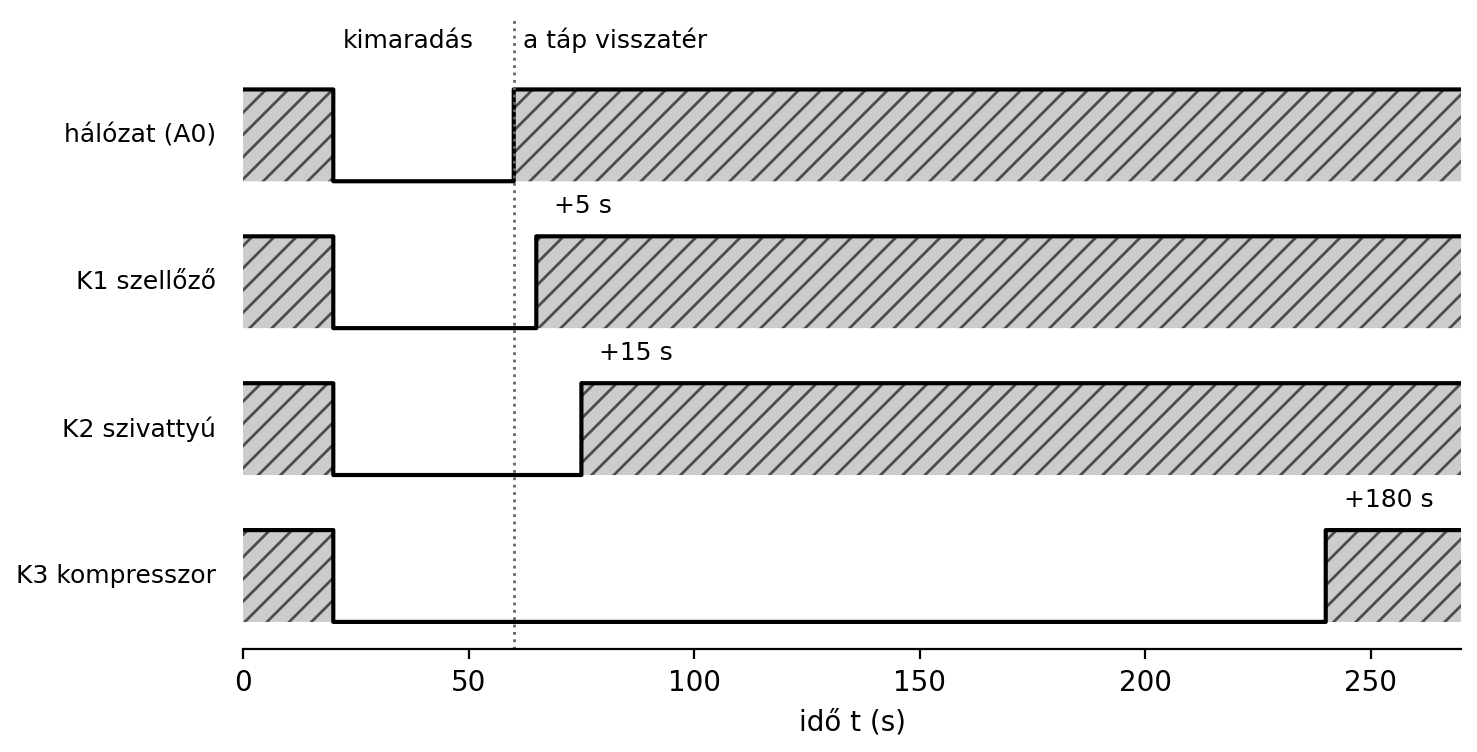 kimaradás
a táp visszatér
hálózat (A0)
+5 s
K1 szellőző
+15 s
K2 szivattyú
+180 s
K3 kompresszor
0 50 100 150 200 250
idő t (s)